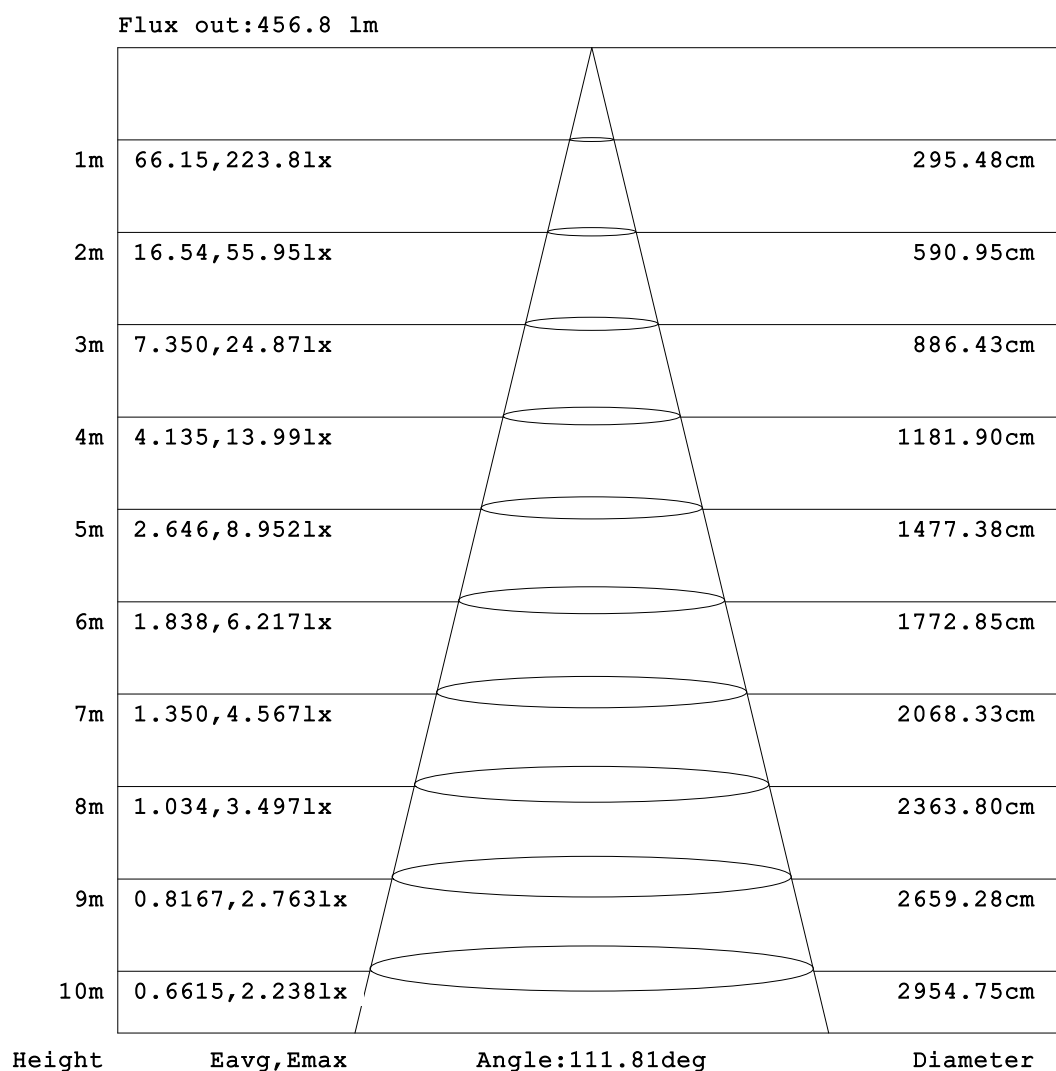 Flux out:456.8 lm
1m 66.15,223.8lx 295.48cm
2m 16.54,55.95lx 590.95cm
3m 7.350,24.87lx 886.43cm
4m 4.135,13.99lx 1181.90cm
5m 2.646,8.952lx 1477.38cm
6m 1.838,6.217lx 1772.85cm
7m 1.350,4.567lx 2068.33cm
8m 1.034,3.497lx 2363.80cm
9m 0.8167,2.763lx 2659.28cm
10m 0.6615,2.238lx 2954.75cm
Height Eavg,Emax Angle:111.81deg Diameter